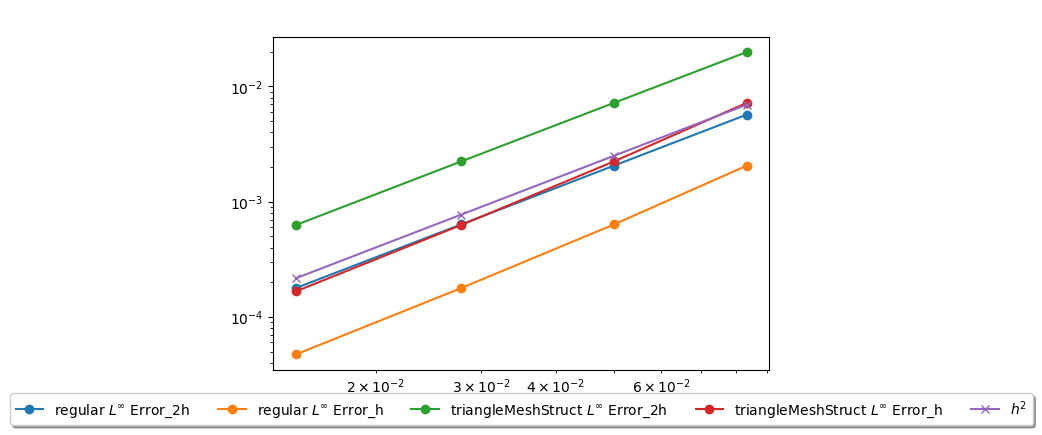 10⁻²
10⁻³
10⁻⁴
2 × 10⁻² 3 × 10⁻² 4 × 10⁻² 6 × 10⁻²
regular L^∞ Error_2h regular L^∞ Error_h triangleMeshStruct L^∞ Error_2h triangleMeshStruct L^∞ Error_h h²